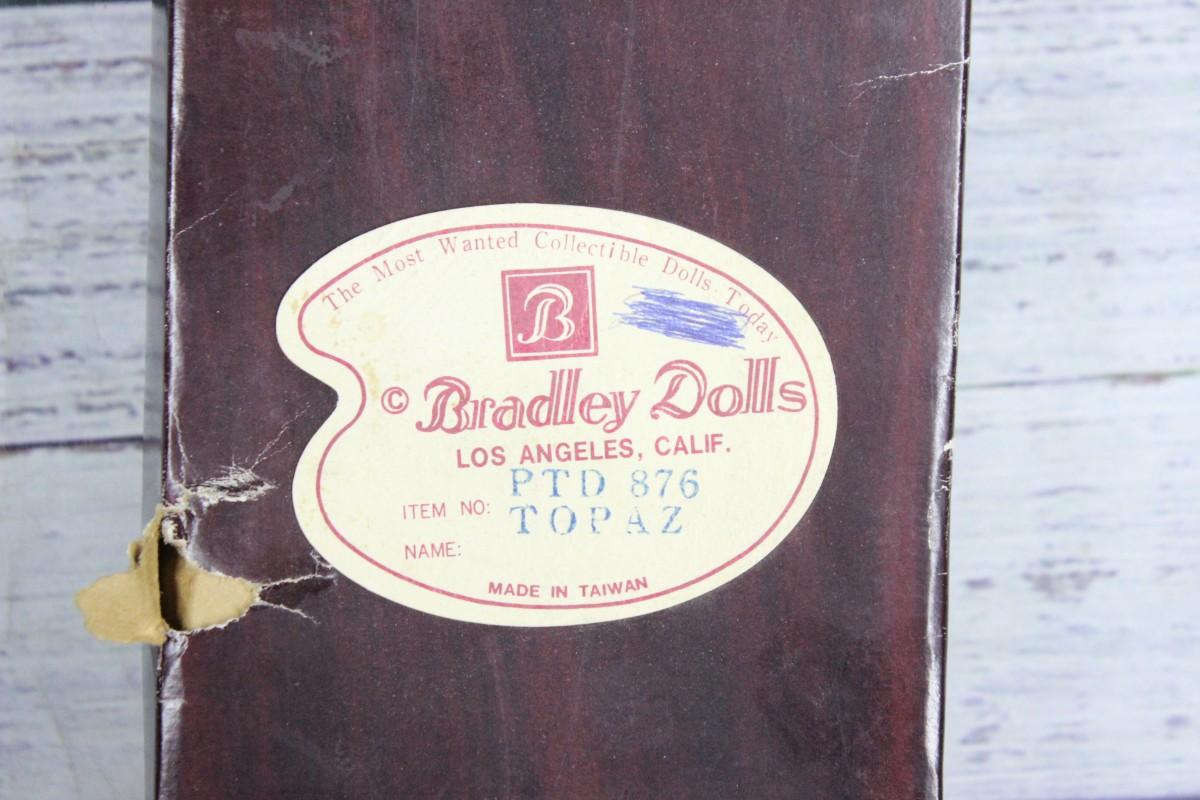 The Most Wanted Collectible Dolls Today
B
© Bradley Dolls
LOS ANGELES, CALIF.
PTD 876
ITEM NO: TOPAZ
NAME:
MADE IN TAIWAN